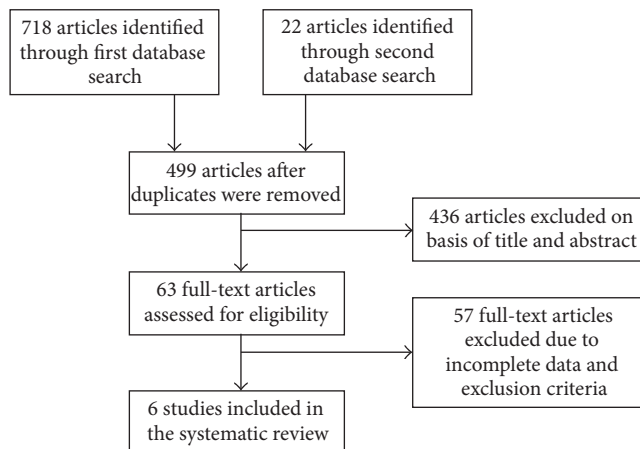 718 articles identified
through first database
search
22 articles identified
through second
database search
499 articles after
duplicates were removed
436 articles excluded on
basis of title and abstract
63 full-text articles
assessed for eligibility
57 full-text articles
excluded due to
incomplete data and
exclusion criteria
6 studies included in
the systematic review